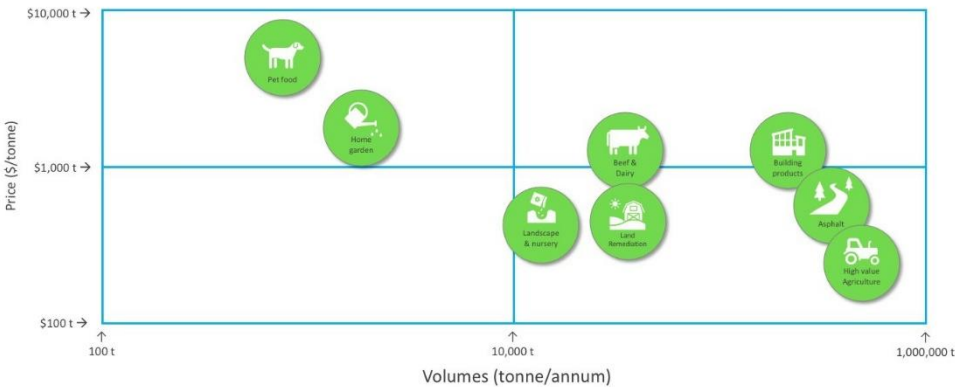 $10,000 t →
Price ($/tonne)
$1,000 →
$100 t →
Pet food
Home
garden
Beef &
Dairy
Building
products
Landscape
& nursery
Land
Remediation
Asphalt
High value
Agriculture
100 t
10,000 t
1,000,000 t
Volumes (tonne/annum)